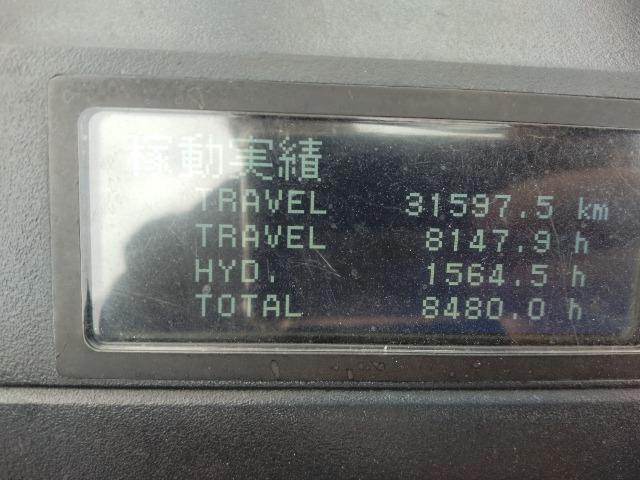 稼動実績
TRAVEL 31597.5 km
TRAVEL 8147.9 h
HYD. 1564.5 h
TOTAL 8480.0 h